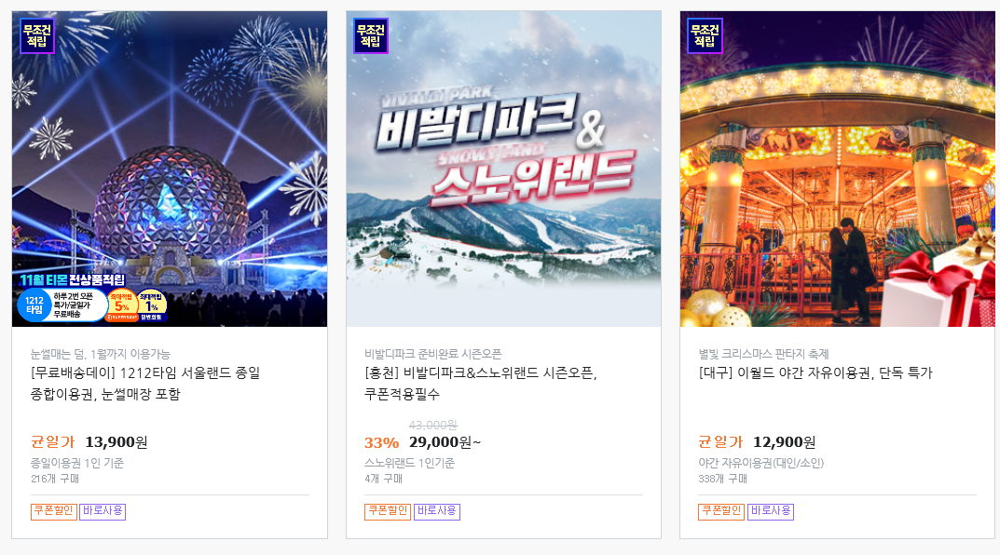 무조건
적립
11월 티몬 전상품적립
1212
타임
하루 2번 오픈
특가/균일가
무료배송
최대적립
5%
SUPERSAVE
최대적립
1%
일반회원
눈썰매는 덤, 1월까지 이용가능
[무료배송데이] 1212타임 서울랜드 종일
종합이용권, 눈썰매장 포함
균일가 13,900원
종일이용권 1인 기준
216개 구매
쿠폰할인 바로사용
무조건
적립
VIVALDI PARK
비발디파크
&
SNOWYLAND
스노위랜드
비발디파크 준비완료 시즌오픈
[홍천] 비발디파크&스노위랜드 시즌오픈,
쿠폰적용필수
43,000원
33% 29,000원~
스노위랜드 1인기준
4개 구매
쿠폰할인 바로사용
무조건
적립
별빛 크리스마스 판타지 축제
[대구] 이월드 야간 자유이용권, 단독 특가
균일가 12,900원
야간 자유이용권(대인/소인)
338개 구매
쿠폰할인 바로사용